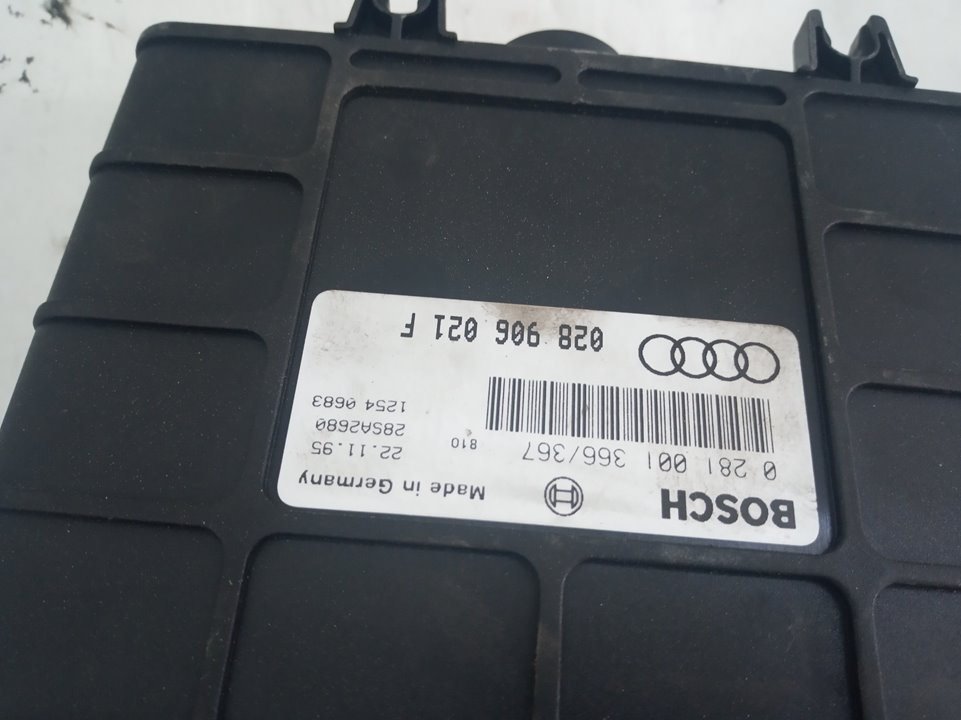 BOSCH
Made in Germany
0 281 001 366/367
810
22.11.95
28SA2680
1254 0683
028 906 021 F